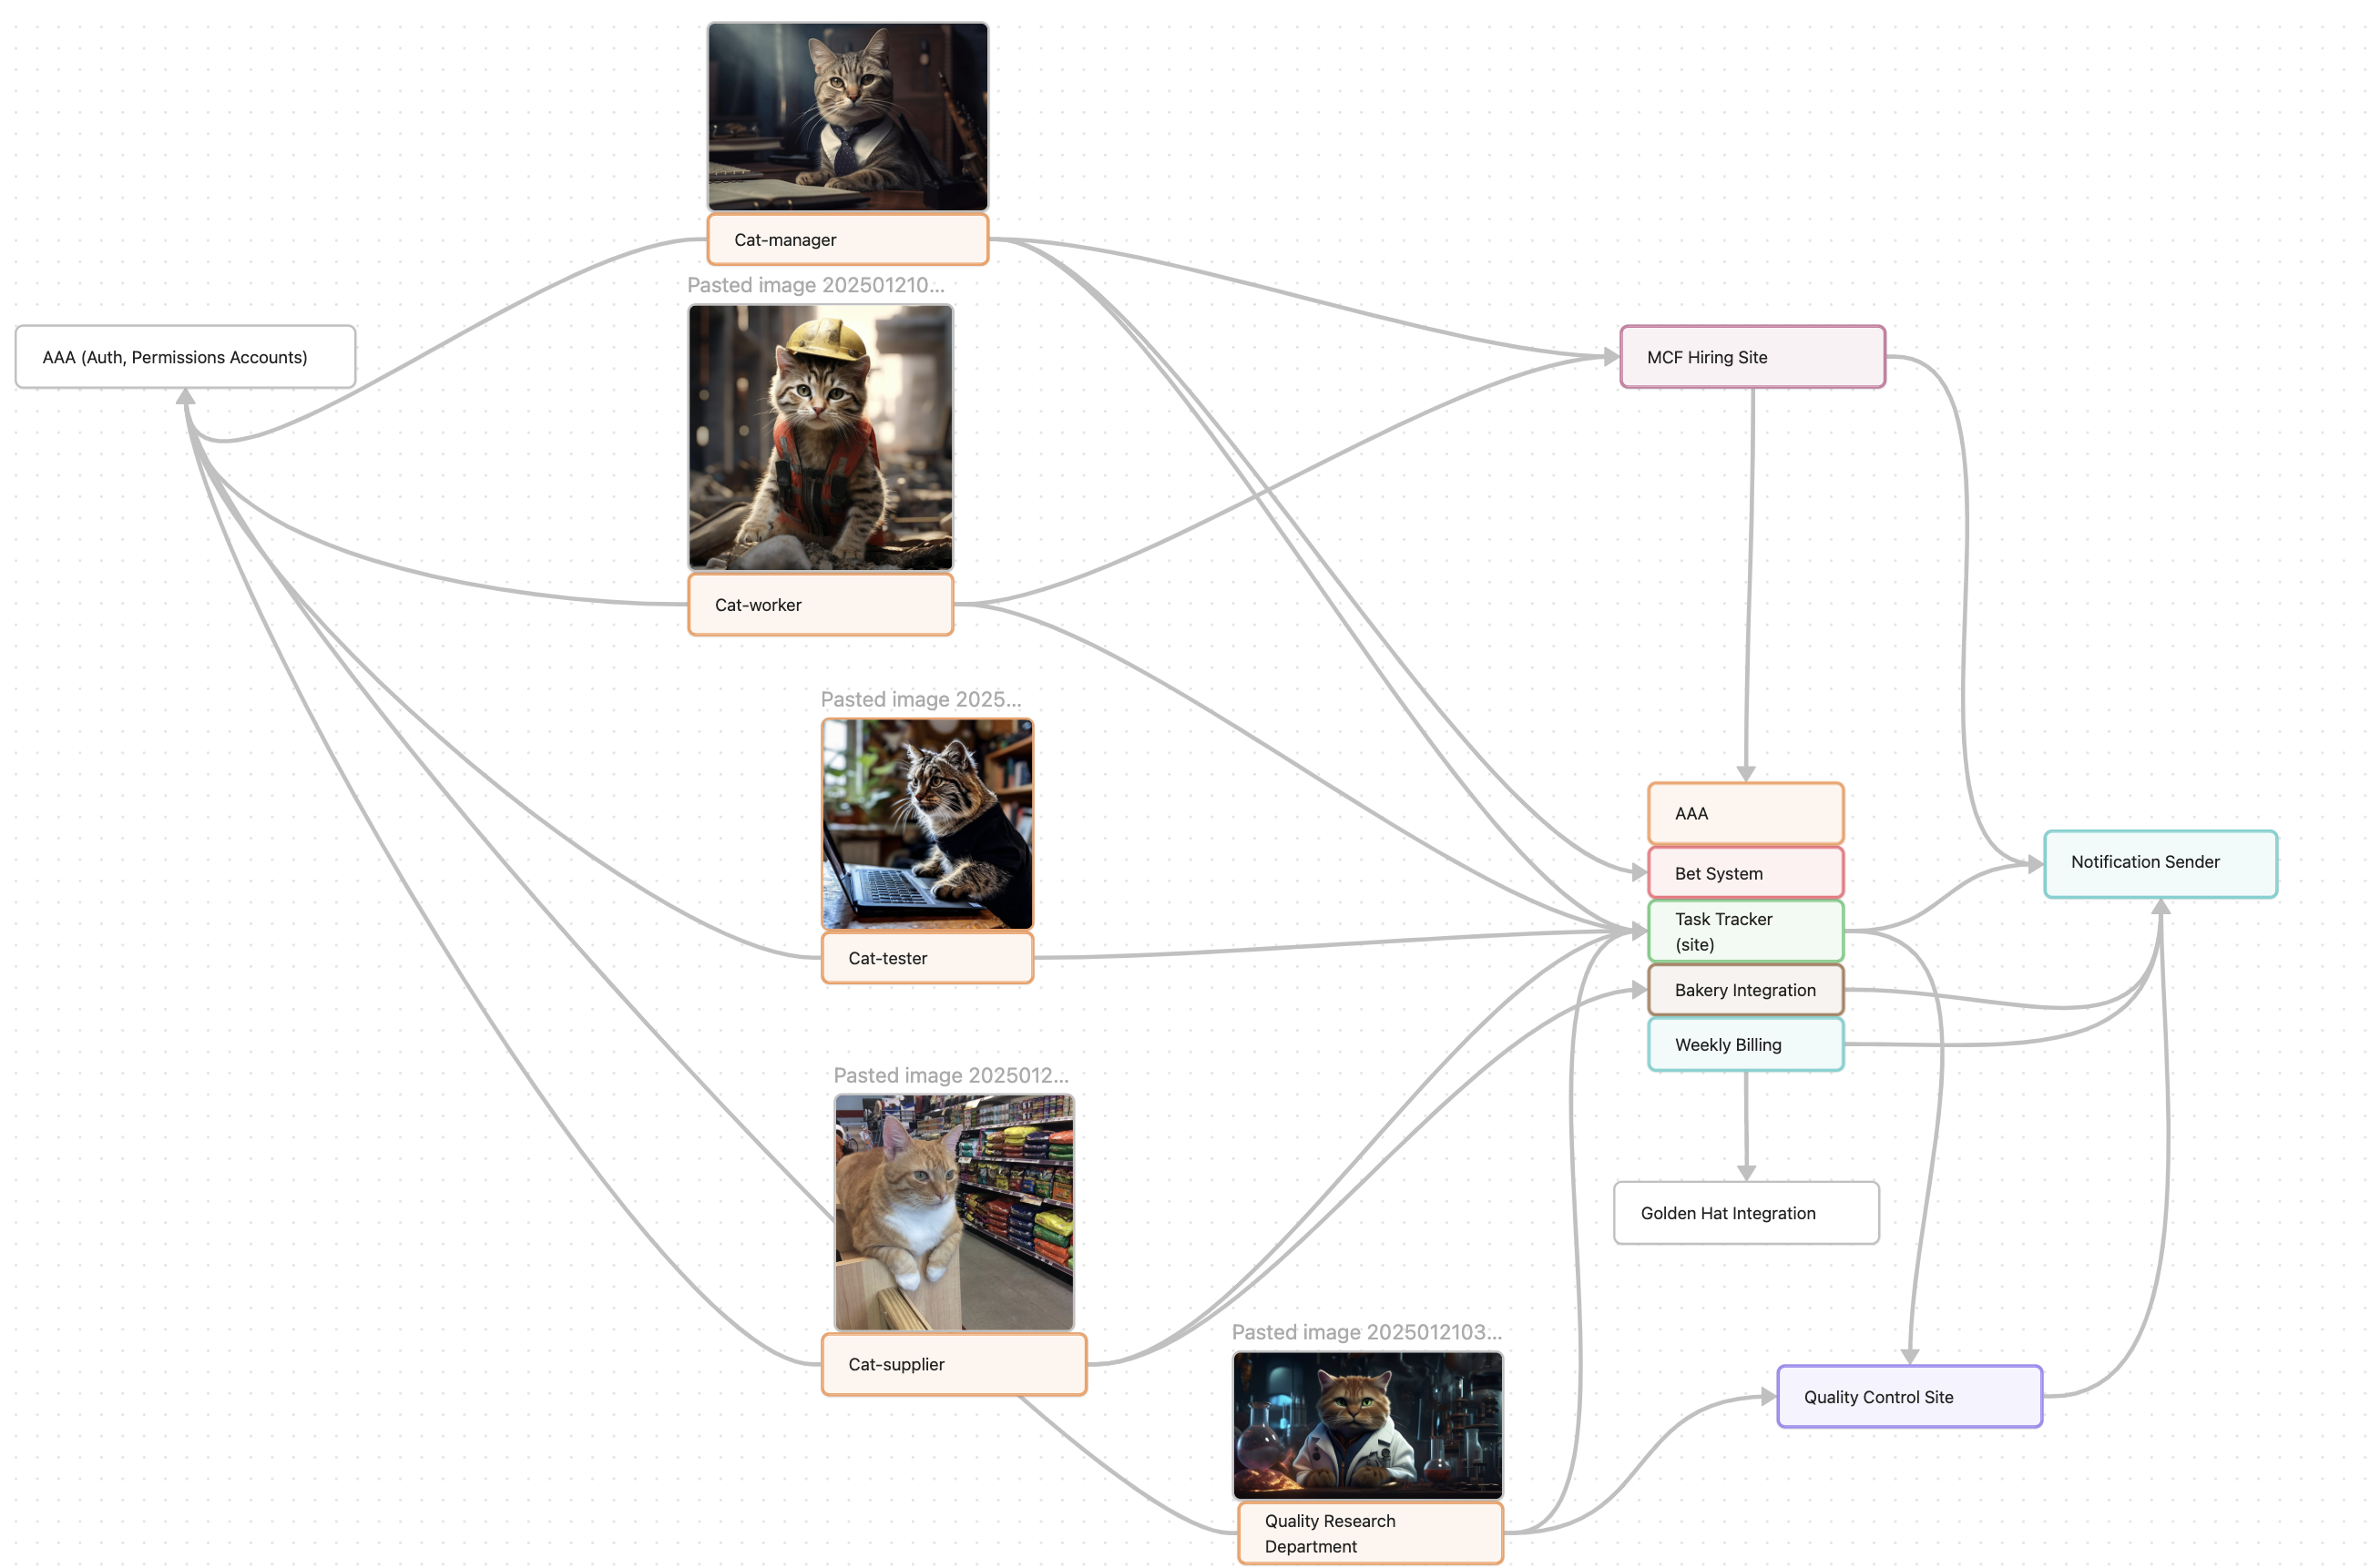 Cat-manager
Pasted image 202501210...
AAA (Auth, Permissions Accounts)
MCF Hiring Site
Cat-worker
Pasted image 2025...
AAA
Notification Sender
Bet System
Task Tracker
(site)
Cat-tester
Bakery Integration
Weekly Billing
Pasted image 2025012...
Golden Hat Integration
Pasted image 2025012103...
Cat-supplier
Quality Control Site
Quality Research
Department